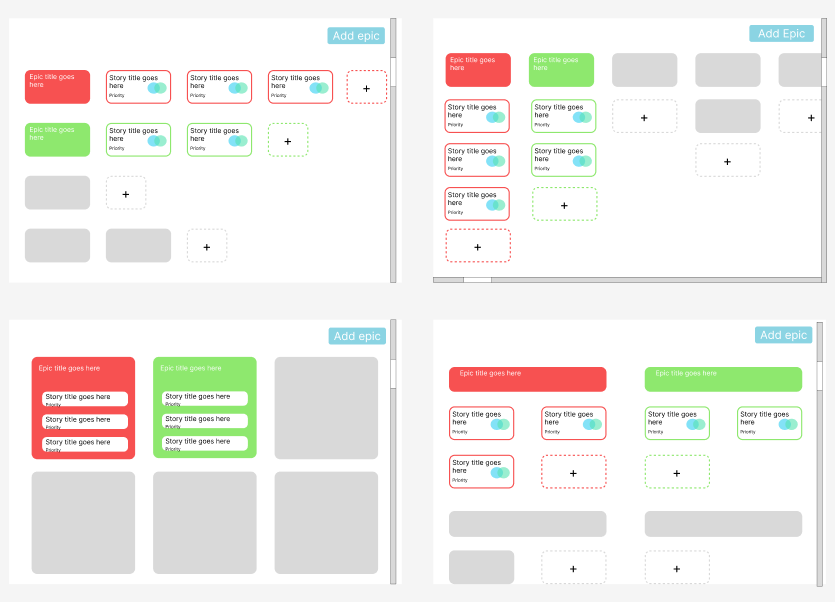 Add epic
Epic title goes
here
Story title goes
here
Priority
Story title goes
here
Priority
Story title goes
here
Priority
+
Epic title goes
here
Story title goes
here
Priority
Story title goes
here
Priority
+
+
+
Add Epic
Epic title goes
here
Epic title goes
here
Story title goes
here
Priority
Story title goes
here
Priority
+
+
Story title goes
here
Priority
Story title goes
here
Priority
+
Story title goes
here
Priority
+
+
Add epic
Epic title goes here
Story title goes here
Priority
Story title goes here
Priority
Story title goes here
Priority
Epic title goes here
Story title goes here
Priority
Story title goes here
Priority
Story title goes here
Priority
Add epic
Epic title goes here
Epic title goes here
Story title goes
here
Priority
Story title goes
here
Priority
Story title goes
here
Priority
Story title goes
here
Priority
Story title goes
here
Priority
+
+
+
+